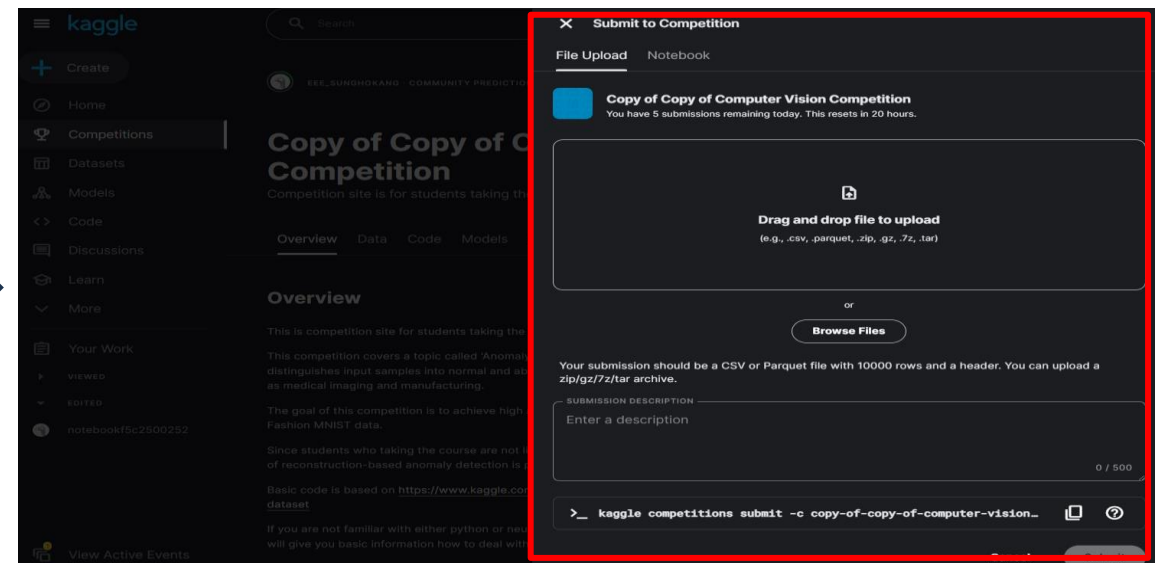 kaggle
Search
Create
Home
Competitions
Datasets
Models
Code
Discussions
Learn
More
Your Work
VIEWED
EDITED
notebookf5c2500252
View Active Events
EEE_SUNGHOKANG · COMMUNITY PREDICTIO
Copy of Copy of C
Competition
Competition site is for students taking th
Overview Data Code Models
Overview
This is competition site for students taking the
This competition covers a topic called 'Anomaly
distinguishes input samples into normal and ab
as medical imaging and manufacturing.
The goal of this competition is to achieve high
Fashion MNIST data.
Since students who taking the course are not
of reconstruction-based anomaly detection is
Basic code is based on https://www.kaggle.co
dataset
If you are not familiar with either python or neu
will give you basic information how to deal with
Submit to Competition
File Upload Notebook
Copy of Copy of Computer Vision Competition
You have 5 submissions remaining today. This resets in 20 hours.
Drag and drop file to upload
(e.g., .csv, .parquet, .zip, .gz, .7z, .tar)
or
Browse Files
Your submission should be a CSV or Parquet file with 10000 rows and a header. You can upload a
zip/gz/7z/tar archive.
SUBMISSION DESCRIPTION
Enter a description
0 / 500
>_ kaggle competitions submit -c copy-of-copy-of-computer-vision…